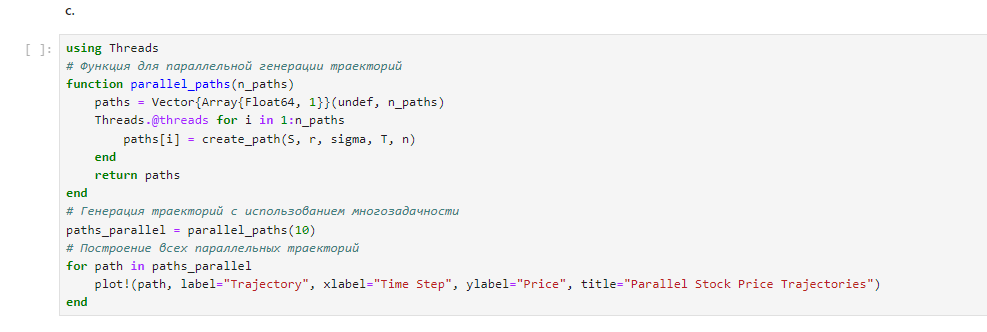 c.
[ ]:
using Threads
# Функция для параллельной генерации траекторий
function parallel_paths(n_paths)
    paths = Vector{Array{Float64, 1}}(undef, n_paths)
    Threads.@threads for i in 1:n_paths
        paths[i] = create_path(S, r, sigma, T, n)
    end
    return paths
end
# Генерация траекторий с использованием многозадачности
paths_parallel = parallel_paths(10)
# Построение всех параллельных траекторий
for path in paths_parallel
    plot!(path, label="Trajectory", xlabel="Time Step", ylabel="Price", title="Parallel Stock Price Trajectories")
end